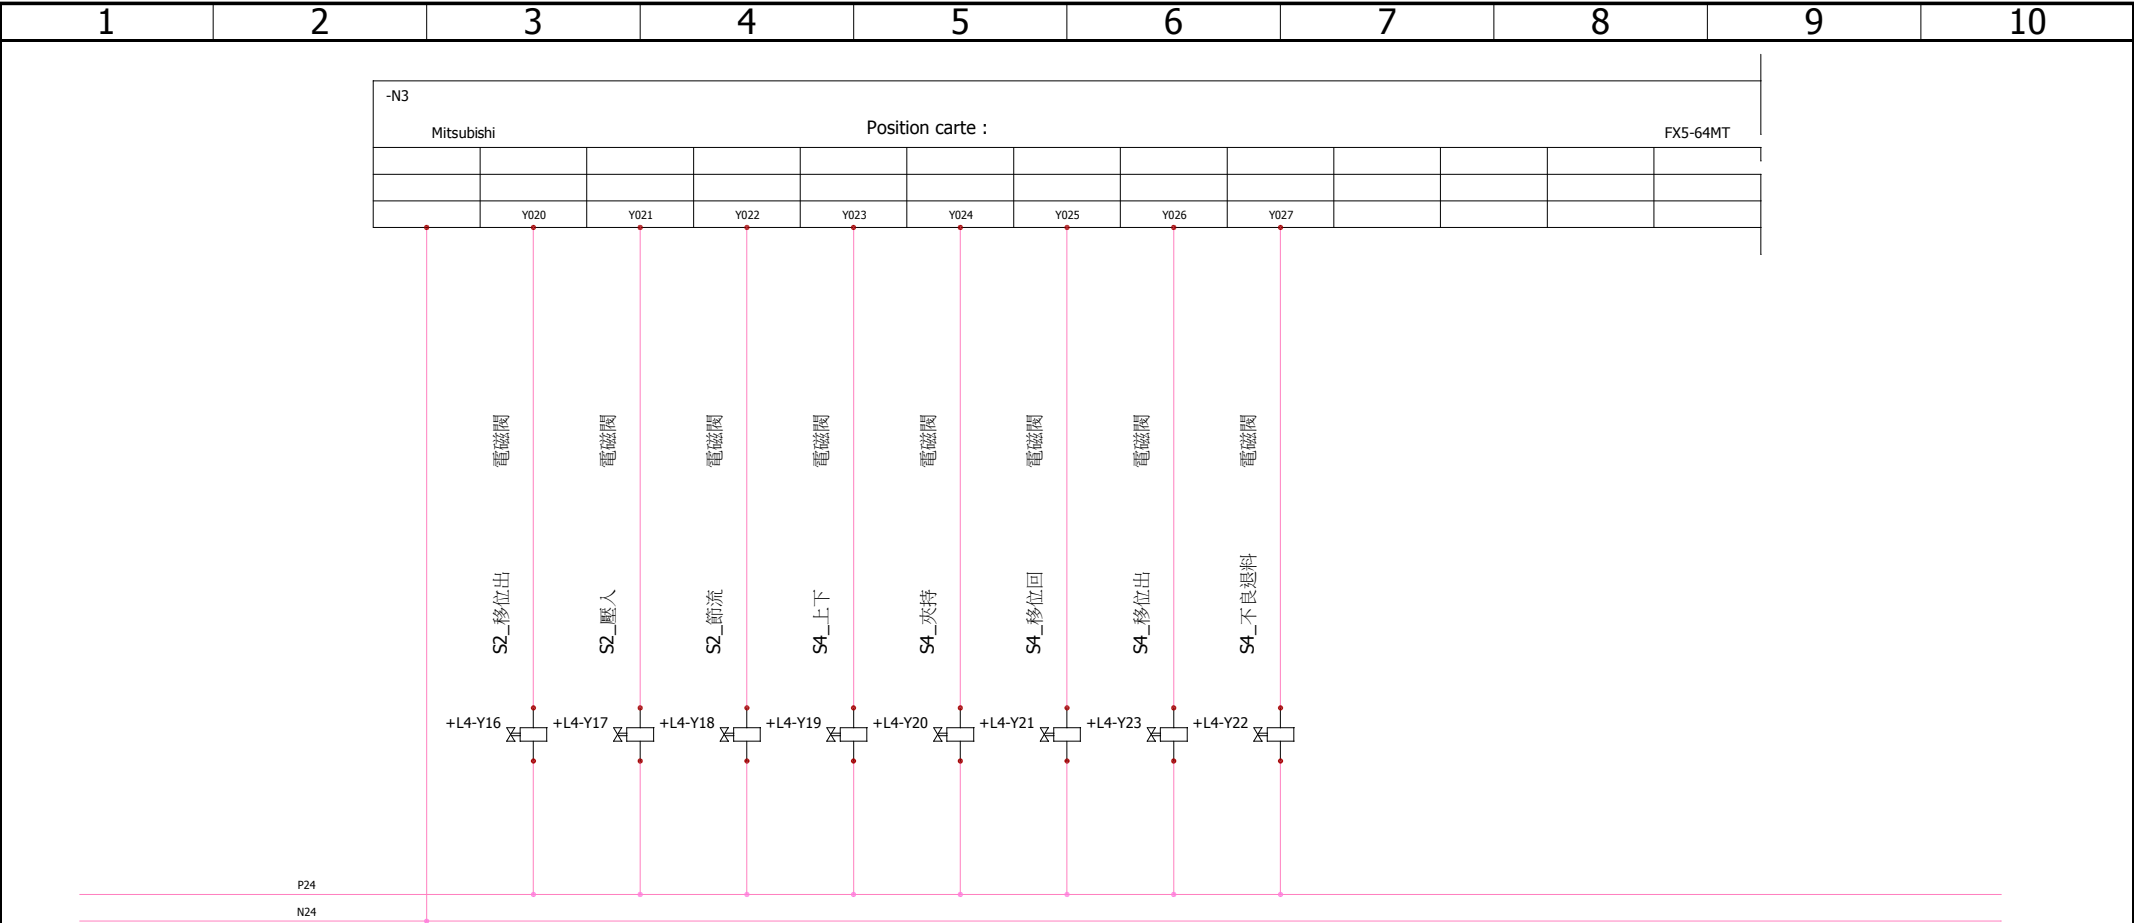 1 2 3 4 5 6 7 8 9 10
-N3
Mitsubishi Position carte : FX5-64MT
Y020 Y021 Y022 Y023 Y024 Y025 Y026 Y027
電磁閥 電磁閥 電磁閥 電磁閥 電磁閥 電磁閥 電磁閥 電磁閥
S2_移位出 S2_壓入 S2_節流 S4_上下 S4_夾持 S4_移位回 S4_移位出 S4_不良退料
+L4-Y16 +L4-Y17 +L4-Y18 +L4-Y19 +L4-Y20 +L4-Y21 +L4-Y23 +L4-Y22
P24
N24